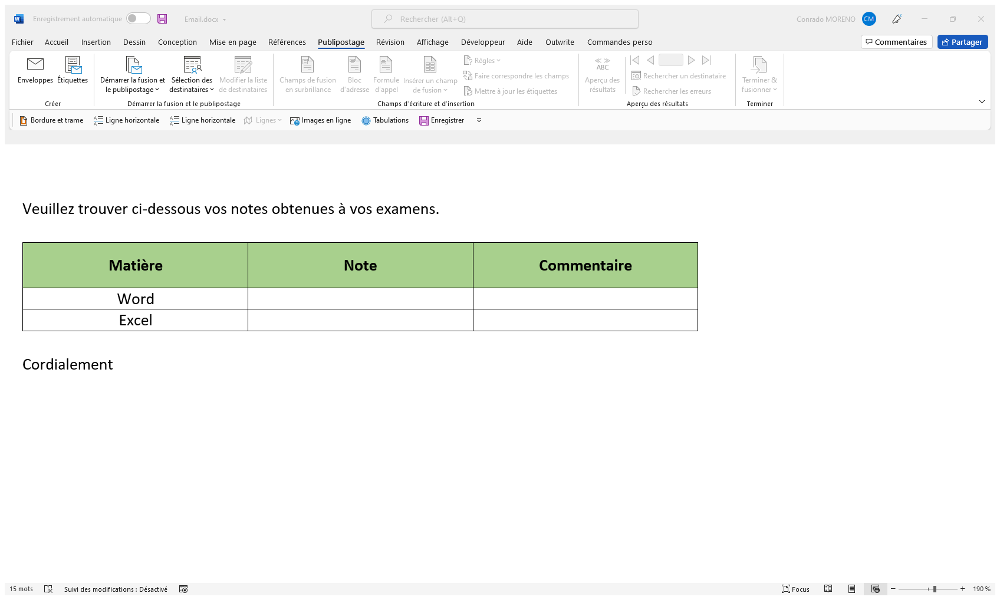 Enregistrement automatique Email.docx Rechercher (Alt+Q) Conrado MORENO CM
Fichier Accueil Insertion Dessin Conception Mise en page Références Publipostage Révision Affichage Développeur Aide Outwrite Commandes perso Commentaires Partager
Enveloppes Étiquettes
Créer
Démarrer la fusion et
le publipostage
Sélection des
destinataires
Modifier la liste
de destinataires
Démarrer la fusion et le publipostage
Champs de fusion
en surbrillance
Bloc
d'adresse
Formule
d'appel
Insérer un champ
de fusion
Règles
Faire correspondre les champs
Mettre à jour les étiquettes
Champs d'écriture et d'insertion
ABC
Aperçu des
résultats
Rechercher un destinataire
Rechercher les erreurs
Aperçu des résultats
Terminer &
fusionner
Terminer
Bordure et trame Ligne horizontale Ligne horizontale Lignes Images en ligne Tabulations Enregistrer
Veuillez trouver ci-dessous vos notes obtenues à vos examens.
Matière Note Commentaire
Word
Excel
Cordialement
15 mots Suivi des modifications : Désactivé Focus 190 %